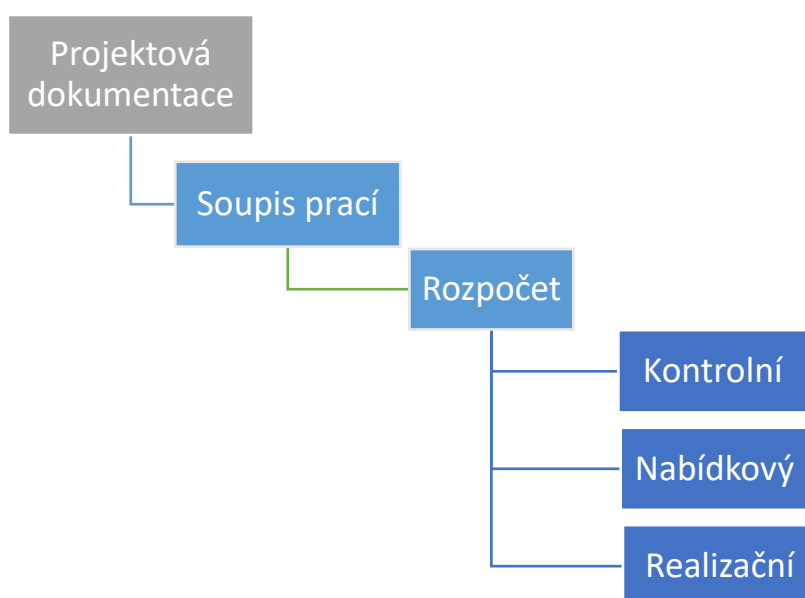 Projektová
dokumentace
Soupis prací
Rozpočet
Kontrolní
Nabídkový
Realizační